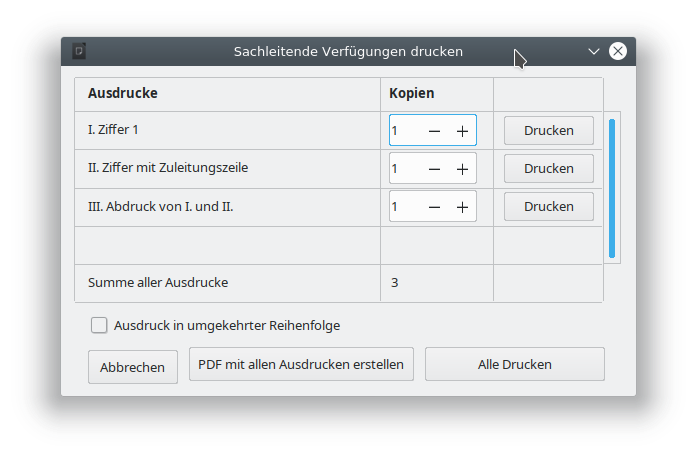 Sachleitende Verfügungen drucken
Ausdrucke Kopien
I. Ziffer 1 1 − + Drucken
II. Ziffer mit Zuleitungszeile 1 − + Drucken
III. Abdruck von I. und II. 1 − + Drucken
Summe aller Ausdrucke 3
Ausdruck in umgekehrter Reihenfolge
Abbrechen PDF mit allen Ausdrucken erstellen Alle Drucken